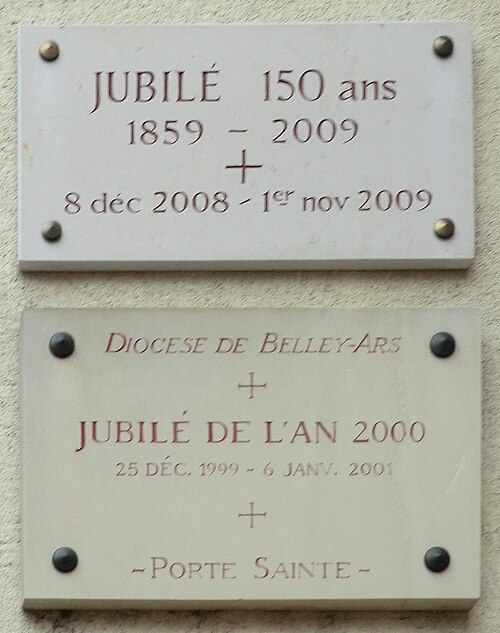 JUBILÉ 150 ans
1859 – 2009
+
8 déc 2008 - 1er nov 2009
DIOCESE DE BELLEY-ARS
+
JUBILÉ DE L'AN 2000
25 DÉC. 1999 - 6 JANV. 2001
+
-PORTE SAINTE-